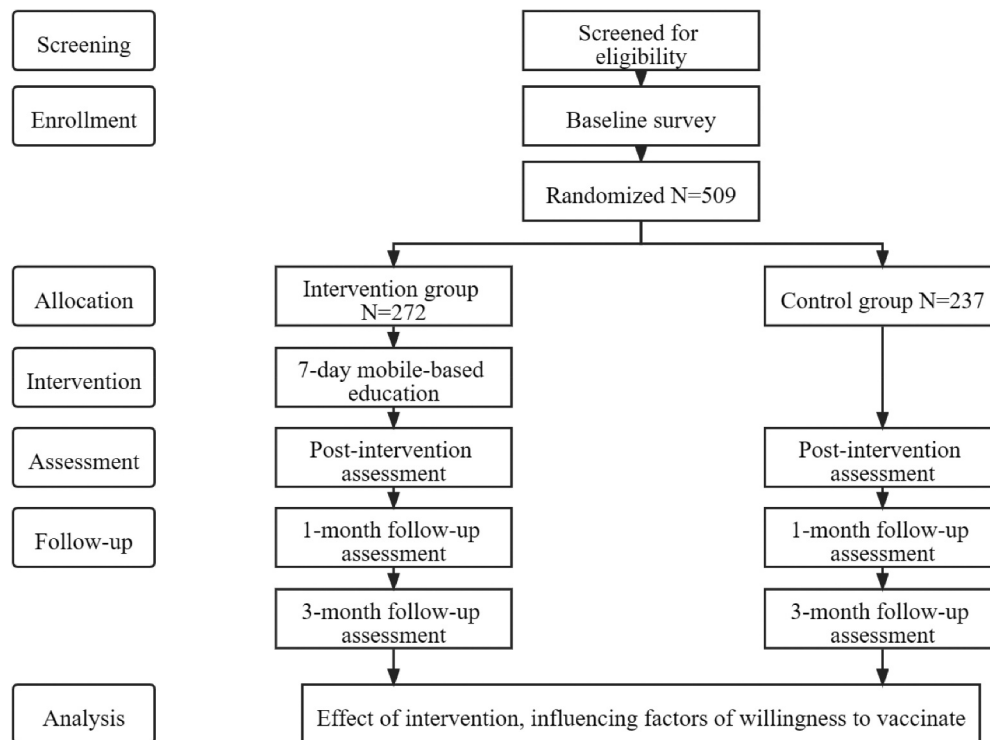 Screening
Screened for
eligibility
Enrollment
Baseline survey
Randomized N=509
Allocation
Intervention group
N=272
Control group N=237
Intervention
7-day mobile-based
education
Assessment
Post-intervention
assessment
Post-intervention
assessment
Follow-up
1-month follow-up
assessment
1-month follow-up
assessment
3-month follow-up
assessment
3-month follow-up
assessment
Analysis
Effect of intervention, influencing factors of willingness to vaccinate